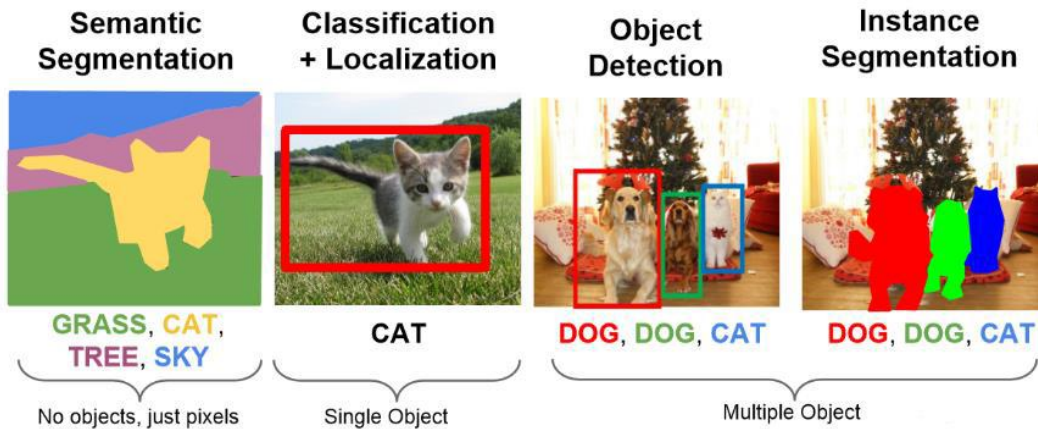 Semantic
Segmentation
Classification
+ Localization
Object
Detection
Instance
Segmentation
GRASS, CAT,
TREE, SKY
CAT
DOG, DOG, CAT
DOG, DOG, CAT
No objects, just pixels
Single Object
Multiple Object